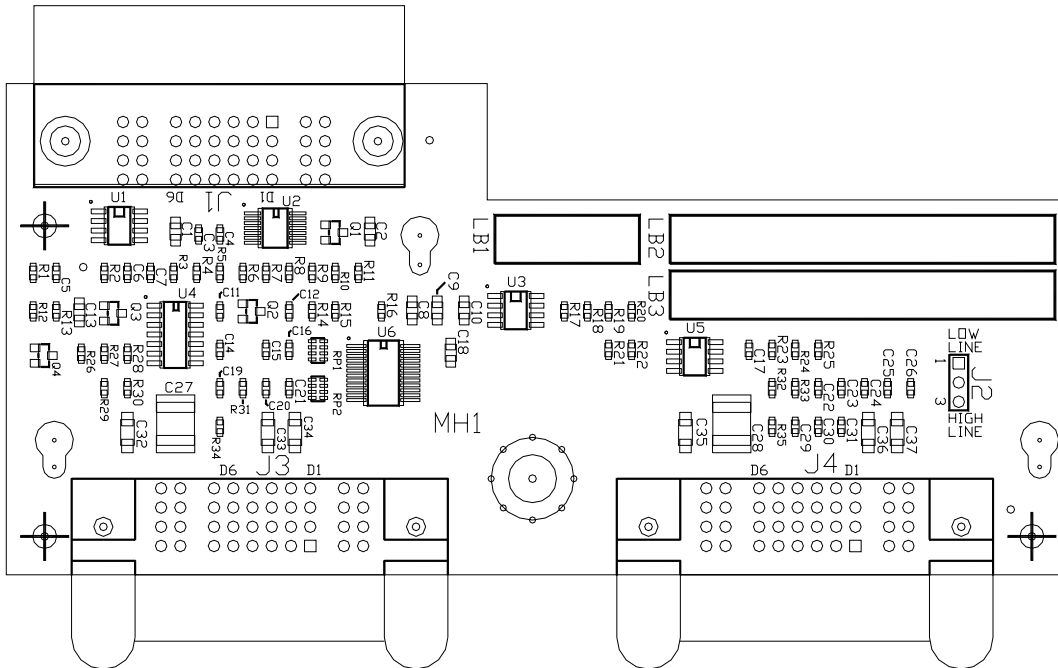 U1 D6 J1 D1 U2
C1 C3 C4 R5 Q1 C2
LB1 LB2
R1 C5 R2 C6 C7 R3 R4 R6 R7 R8 R9 R10 R11
C9 U3 LB3
R12 R13 C13 Q3 U4 C11 Q2 C12 R14 R15 R16 C8 C10 R17 R18 R19 R20
U6 U5
LOW
LINE
Q4 R26 R27 R28 C14 C15 C16 RP1 C18 R21 R22 C17 R23 R24 R25
1
R29 R30 C27 C19 R31 C20 C21 RP2 R32 R33 C22 C23 C24 C25 C26 J2
3
HIGH
LINE
C32 R34 C33 C34 MH1 C35 C28 R35 C29 C30 C31 C36 C37
D6 J3 D1 D6 J4 D1